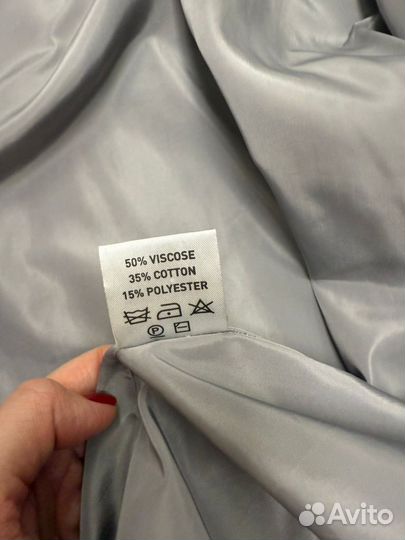 50% VISCOSE
35% COTTON
15% POLYESTER
P
Avito